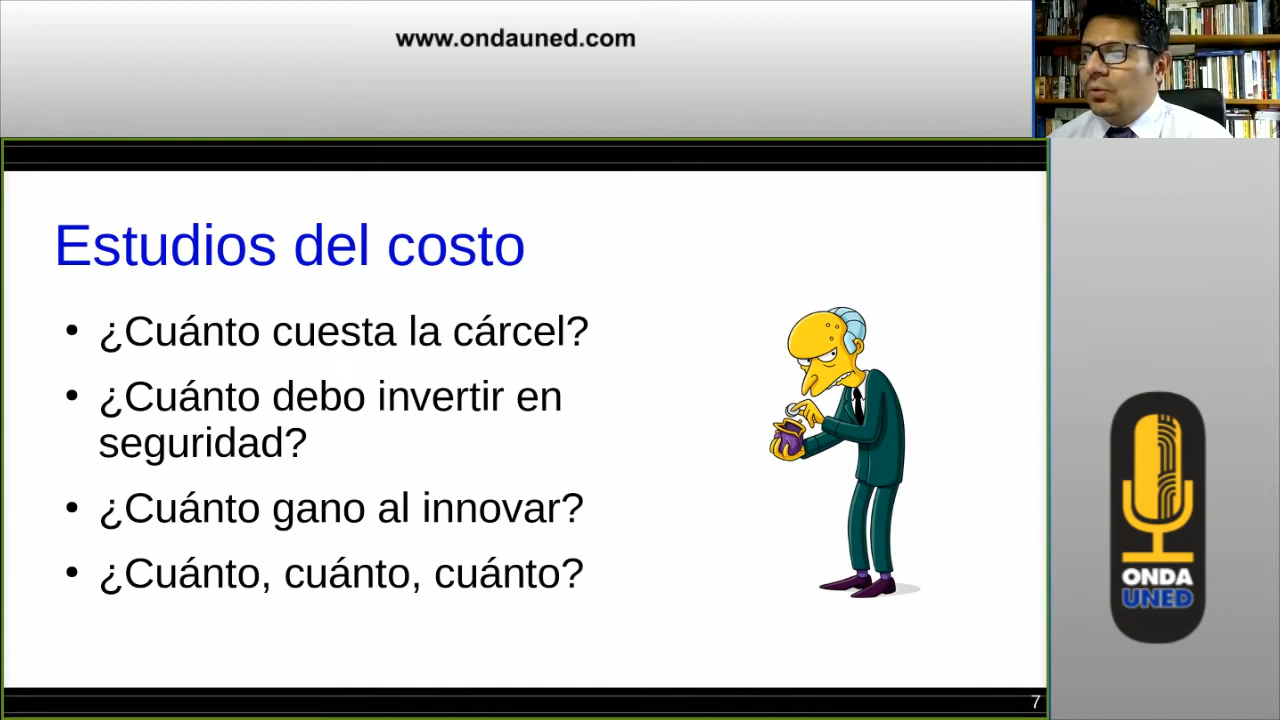 www.ondauned.com
Estudios del costo
• ¿Cuánto cuesta la cárcel?
• ¿Cuánto debo invertir en
seguridad?
• ¿Cuánto gano al innovar?
• ¿Cuánto, cuánto, cuánto?
ONDA
UNED
7